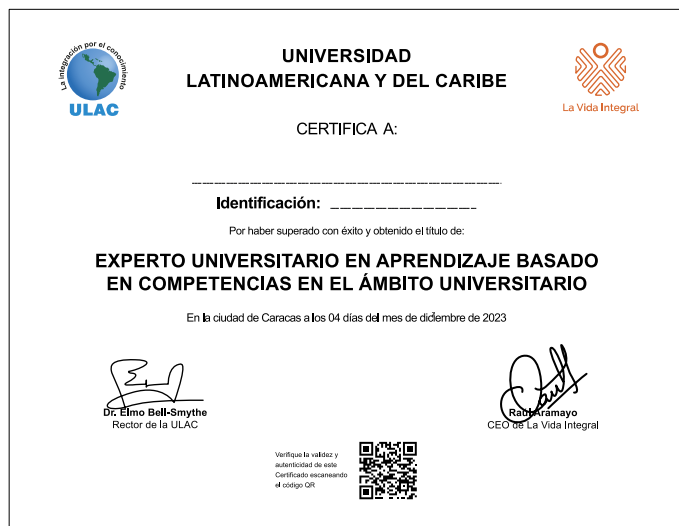 La integración por el conocimiento
ULAC
UNIVERSIDAD
LATINOAMERICANA Y DEL CARIBE
La Vida Integral
CERTIFICA A:
Identificación:
Por haber superado con éxito y obtenido el título de:
EXPERTO UNIVERSITARIO EN APRENDIZAJE BASADO
EN COMPETENCIAS EN EL ÁMBITO UNIVERSITARIO
En la ciudad de Caracas a los 04 días del mes de diciembre de 2023
Dr. Elmo Bell-Smythe
Rector de la ULAC
Raul Aramayo
CEO de La Vida Integral
Verifique la validez y
autenticidad de este
Certificado escaneando
el código QR